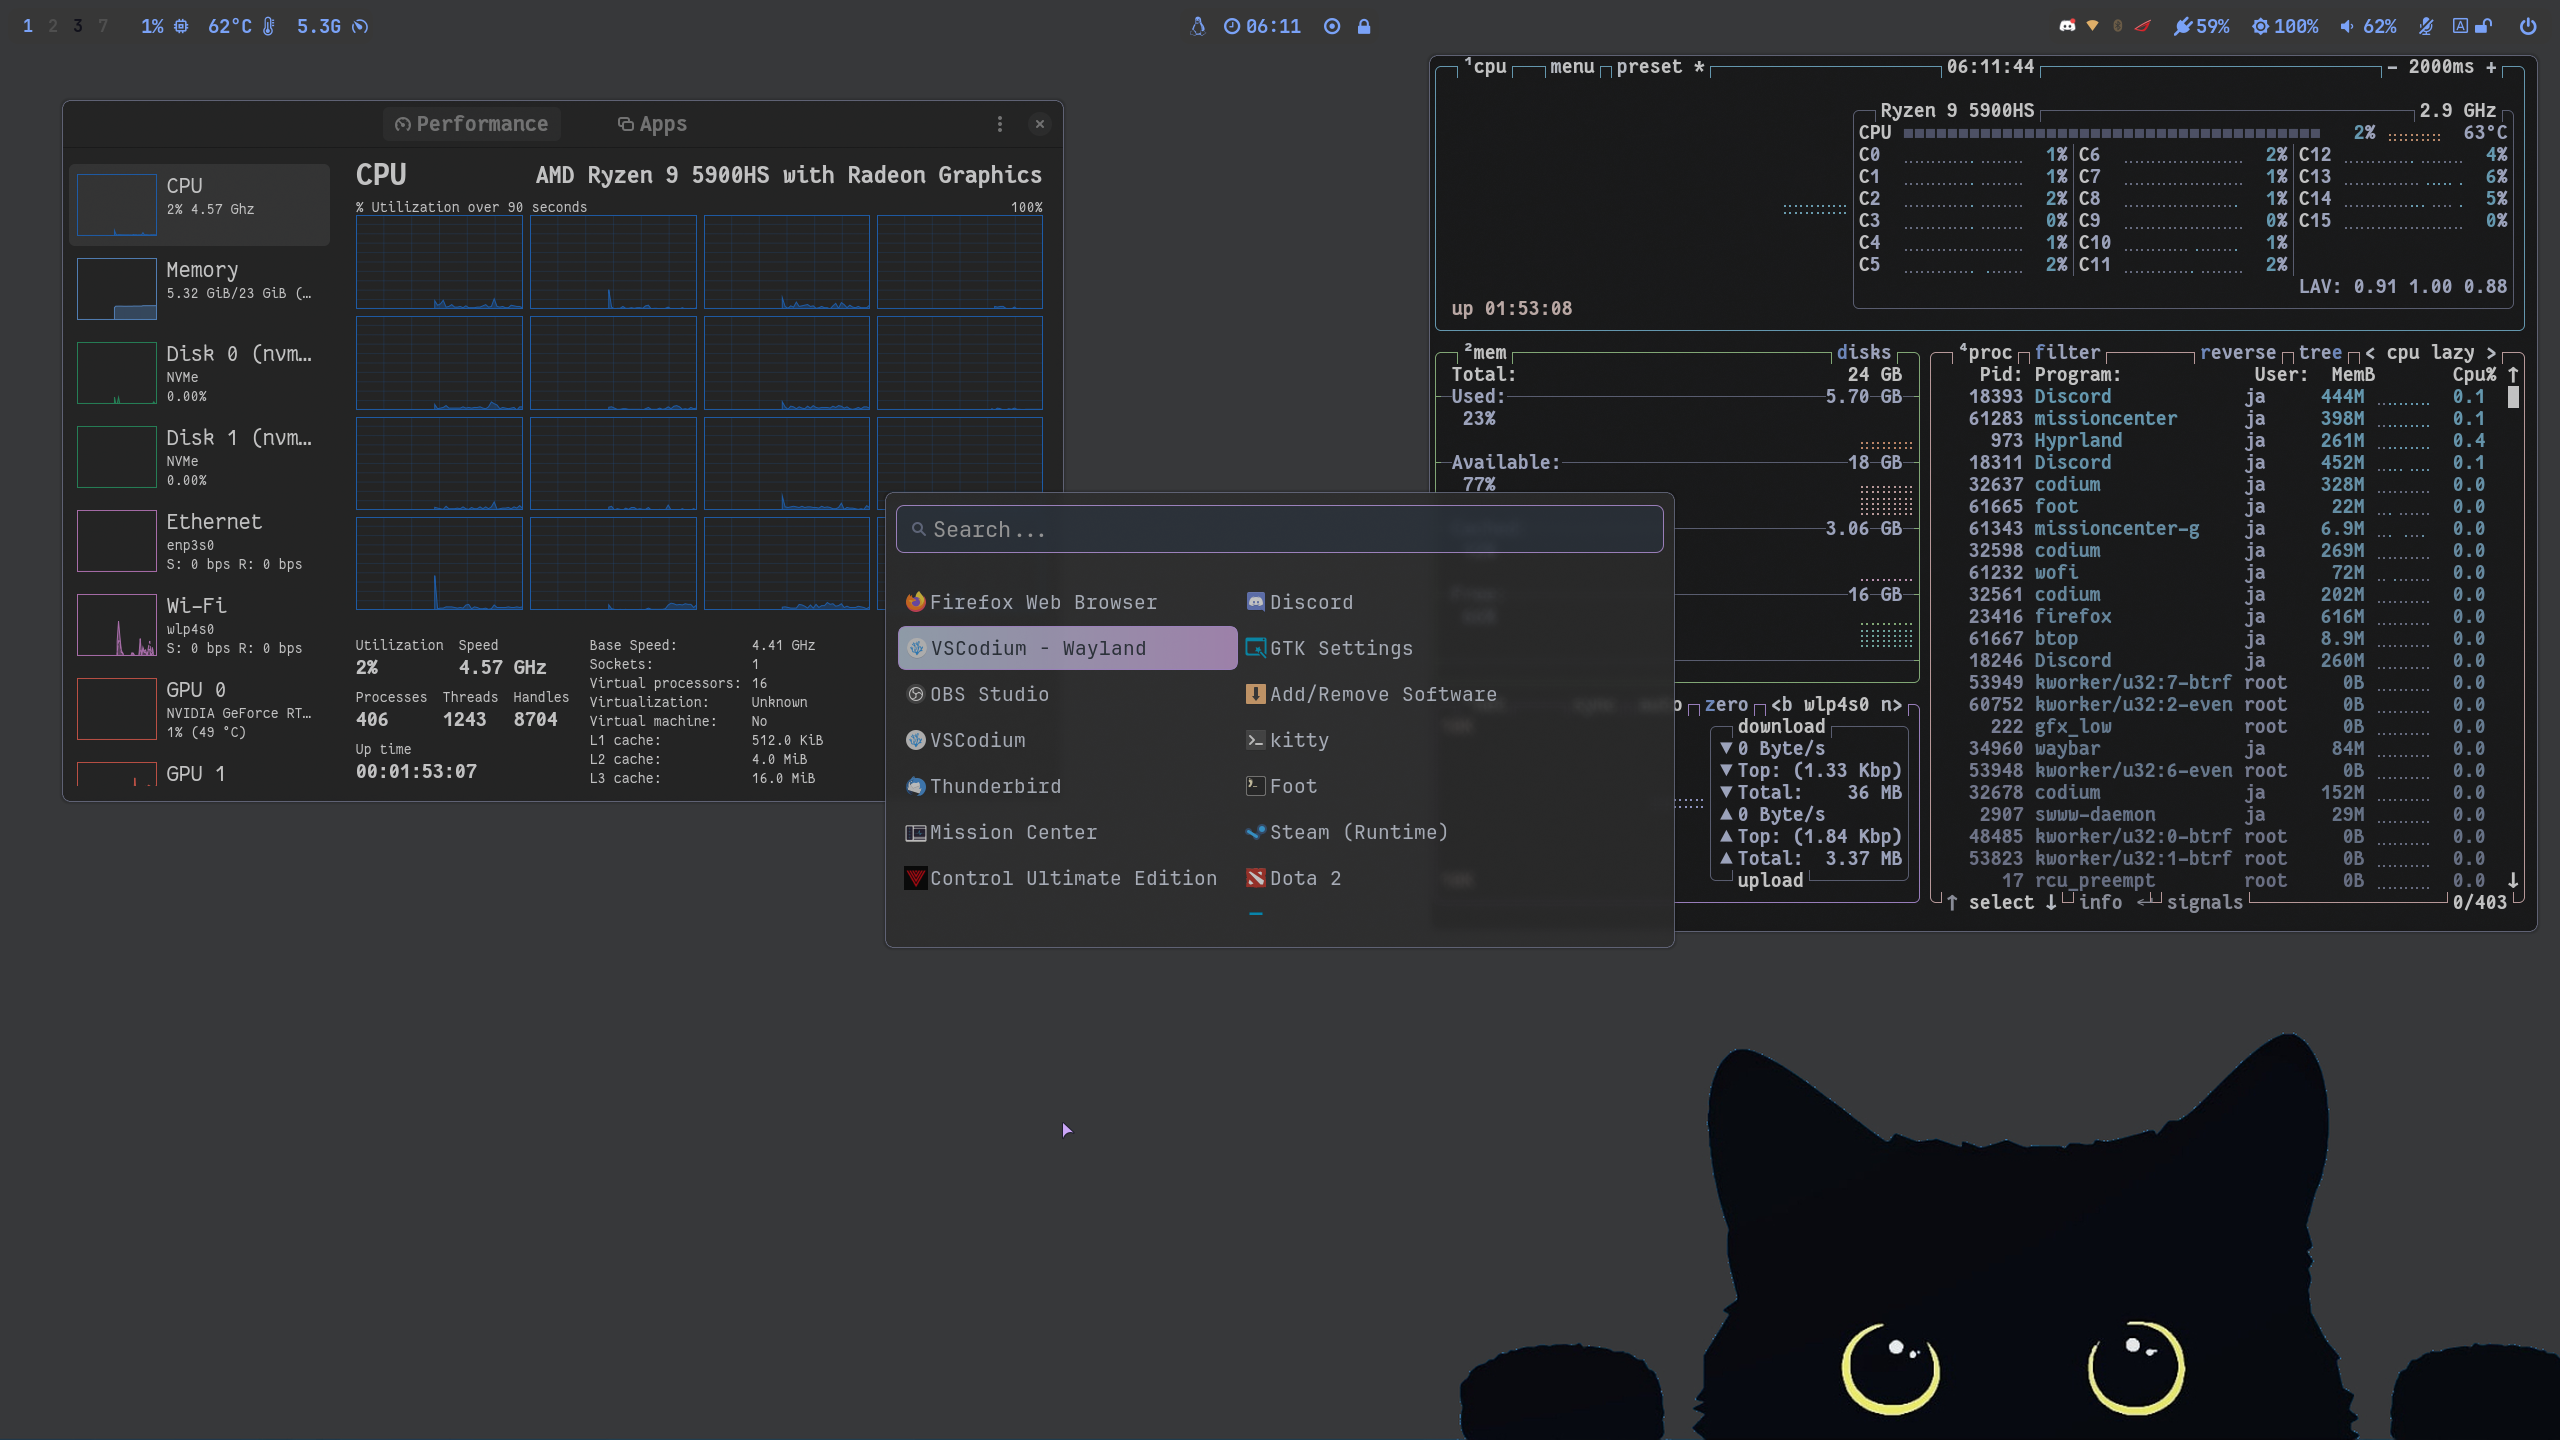 1 2 3 7 1% 62°C 5.3G
06:11
59% 100% 62% A
Performance Apps
CPU
2% 4.57 Ghz
Memory
5.32 GiB/23 GiB (…
Disk 0 (nvm…
NVMe
0.00%
Disk 1 (nvm…
NVMe
0.00%
Ethernet
enp3s0
S: 0 bps R: 0 bps
Wi-Fi
wlp4s0
S: 0 bps R: 0 bps
GPU 0
NVIDIA GeForce RT…
1% (49 °C)
GPU 1
CPU AMD Ryzen 9 5900HS with Radeon Graphics
% Utilization over 90 seconds 100%
Utilization Speed
2% 4.57 GHz
Processes Threads Handles
406 1243 8704
Up time
00:01:53:07
Base Speed: 4.41 GHz
Sockets: 1
Virtual processors: 16
Virtualization: Unknown
Virtual machine: No
L1 cache: 512.0 KiB
L2 cache: 4.0 MiB
L3 cache: 16.0 MiB
Search...
Firefox Web Browser Discord
VSCodium - Wayland GTK Settings
OBS Studio Add/Remove Software
VSCodium kitty
Thunderbird Foot
Mission Center Steam (Runtime)
Control Ultimate Edition Dota 2
¹cpu menu preset * 06:11:44 - 2000ms +
Ryzen 9 5900HS 2.9 GHz
CPU 2% 63°C
C0 1% C6 2% C12 4%
C1 1% C7 1% C13 6%
C2 2% C8 1% C14 5%
C3 0% C9 0% C15 0%
C4 1% C10 1%
C5 2% C11 2%
LAV: 0.91 1.00 0.88
up 01:53:08
²mem disks
Total: 24 GB
Used: 5.70 GB
23%
Available: 18 GB
77%
3.06 GB
16 GB
zero <b wlp4s0 n>
download
▼ 0 Byte/s
▼ Top: (1.33 Kbp)
▼ Total: 36 MB
▲ 0 Byte/s
▲ Top: (1.84 Kbp)
▲ Total: 3.37 MB
upload
⁴proc filter reverse tree < cpu lazy >
Pid: Program: User: MemB Cpu% ↑
18393 Discord ja 444M 0.1
61283 missioncenter ja 398M 0.1
973 Hyprland ja 261M 0.4
18311 Discord ja 452M 0.1
32637 codium ja 328M 0.0
61665 foot ja 22M 0.0
61343 missioncenter-g ja 6.9M 0.0
32598 codium ja 269M 0.0
61232 wofi ja 72M 0.0
32561 codium ja 202M 0.0
23416 firefox ja 616M 0.0
61667 btop ja 8.9M 0.0
18246 Discord ja 260M 0.0
53949 kworker/u32:7-btrf root 0B 0.0
60752 kworker/u32:2-even root 0B 0.0
222 gfx_low root 0B 0.0
34960 waybar ja 84M 0.0
53948 kworker/u32:6-even root 0B 0.0
32678 codium ja 152M 0.0
2907 swww-daemon ja 29M 0.0
48485 kworker/u32:0-btrf root 0B 0.0
53823 kworker/u32:1-btrf root 0B 0.0
17 rcu_preempt root 0B 0.0 ↓
↑ select ↓ info ↵ signals 0/403